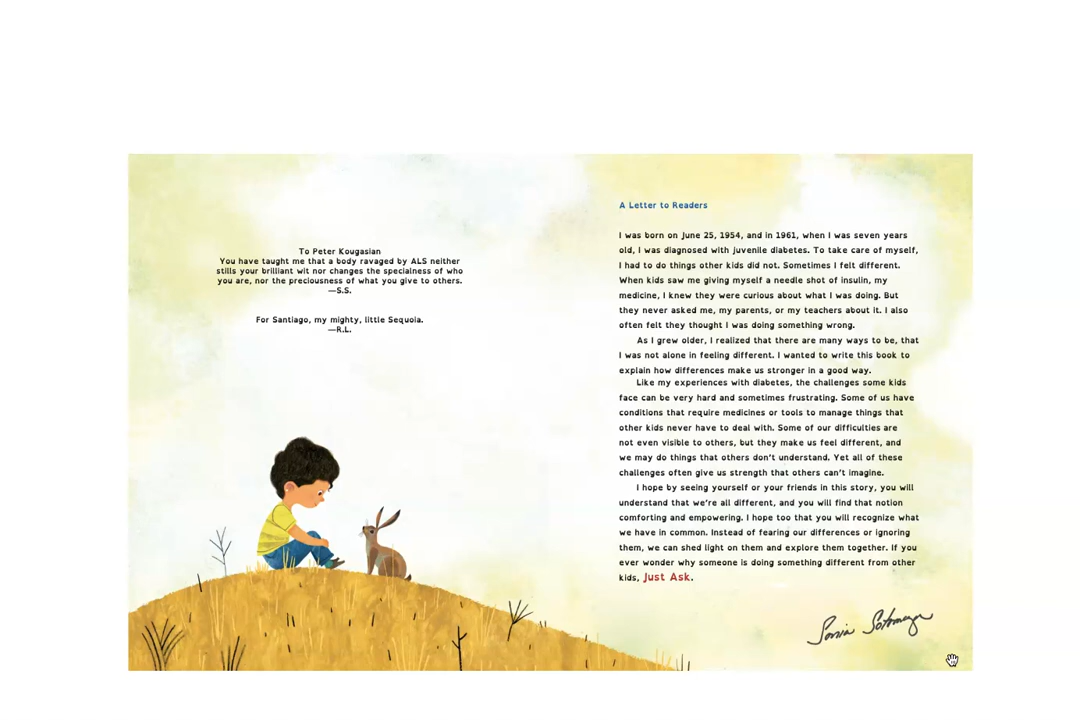 To Peter Kougasian
You have taught me that a body ravaged by ALS neither
stills your brilliant wit nor changes the specialness of who
you are, nor the preciousness of what you give to others.
—S.S.
For Santiago, my mighty, little Sequoia.
—R.L.
A Letter to Readers
I was born on June 25, 1954, and in 1961, when I was seven years
old, I was diagnosed with juvenile diabetes. To take care of myself,
I had to do things other kids did not. Sometimes I felt different.
When kids saw me giving myself a needle shot of insulin, my
medicine, I knew they were curious about what I was doing. But
they never asked me, my parents, or my teachers about it. I also
often felt they thought I was doing something wrong.
As I grew older, I realized that there are many ways to be, that
I was not alone in feeling different. I wanted to write this book to
explain how differences make us stronger in a good way.
Like my experiences with diabetes, the challenges some kids
face can be very hard and sometimes frustrating. Some of us have
conditions that require medicines or tools to manage things that
other kids never have to deal with. Some of our difficulties are
not even visible to others, but they make us feel different, and
we may do things that others don't understand. Yet all of these
challenges often give us strength that others can't imagine.
I hope by seeing yourself or your friends in this story, you will
understand that we're all different, and you will find that notion
comforting and empowering. I hope too that you will recognize what
we have in common. Instead of fearing our differences or ignoring
them, we can shed light on them and explore them together. If you
ever wonder why someone is doing something different from other
kids, Just Ask.
Sonia Sotomayor